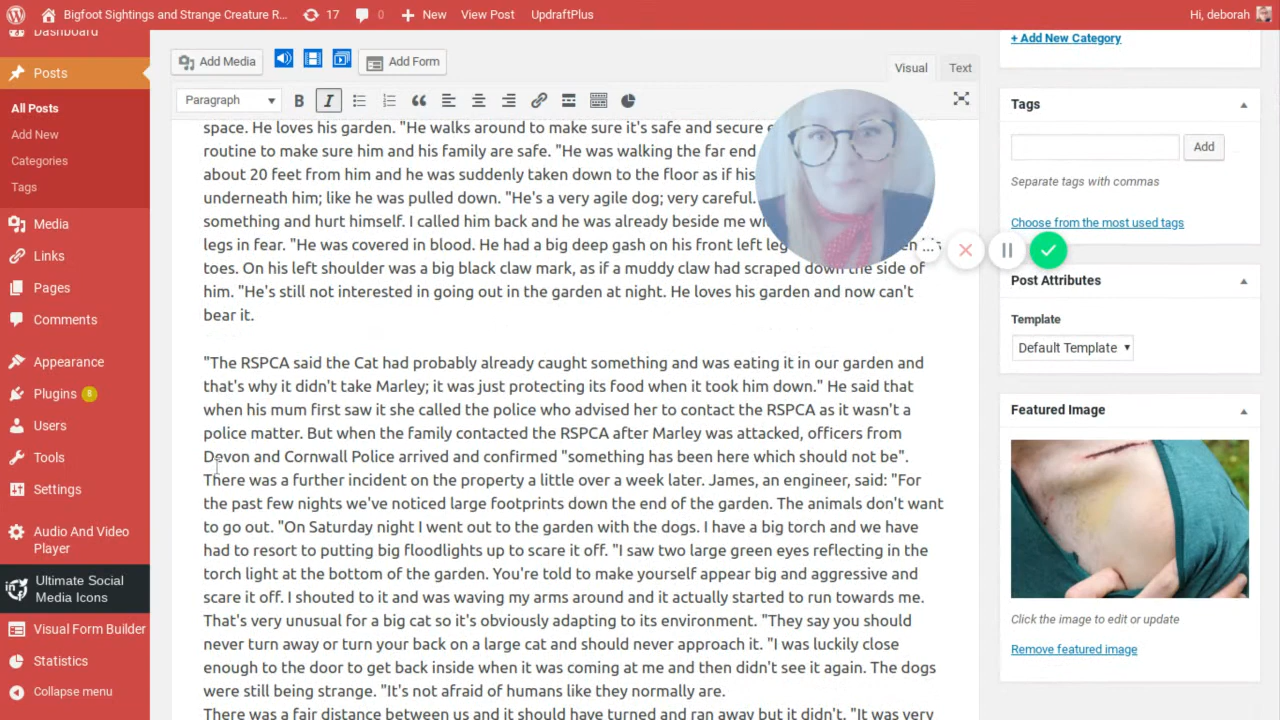 Bigfoot Sightings and Strange Creature R... 17 0 New View Post UpdraftPlus Hi, deborah
Dashboard
Posts
All Posts
Add New
Categories
Tags
Media
Links
Pages
Comments
Appearance
Plugins 8
Users
Tools
Settings
Audio And Video
Player
Ultimate Social
Media Icons
Visual Form Builder
Statistics
Collapse menu
Add Media Add Form
Visual Text
Paragraph B I
space. He loves his garden. "He walks around to make sure it's safe and secure
routine to make sure him and his family are safe. "He was walking the far end
about 20 feet from him and he was suddenly taken down to the floor as if his
underneath him; like he was pulled down. "He's a very agile dog; very careful.
something and hurt himself. I called him back and he was already beside me
legs in fear. "He was covered in blood. He had a big deep gash on his front left leg
toes. On his left shoulder was a big black claw mark, as if a muddy claw had scraped down the side of
him. "He's still not interested in going out in the garden at night. He loves his garden and now can't
bear it.
"The RSPCA said the Cat had probably already caught something and was eating it in our garden and
that's why it didn't take Marley; it was just protecting its food when it took him down." He said that
when his mum first saw it she called the police who advised her to contact the RSPCA as it wasn't a
police matter. But when the family contacted the RSPCA after Marley was attacked, officers from
Devon and Cornwall Police arrived and confirmed "something has been here which should not be".
There was a further incident on the property a little over a week later. James, an engineer, said: "For
the past few nights we've noticed large footprints down the end of the garden. The animals don't want
to go out. "On Saturday night I went out to the garden with the dogs. I have a big torch and we have
had to resort to putting big floodlights up to scare it off. "I saw two large green eyes reflecting in the
torch light at the bottom of the garden. You're told to make yourself appear big and aggressive and
scare it off. I shouted to it and was waving my arms around and it actually started to run towards me.
That's very unusual for a big cat so it's obviously adapting to its environment. "They say you should
never turn away or turn your back on a large cat and should never approach it. "I was luckily close
enough to the door to get back inside when it was coming at me and then didn't see it again. The dogs
were still being strange. "It's not afraid of humans like they normally are.
There was a fair distance between us and it should have turned and ran away but it didn't. "It was very
+ Add New Category
Tags
Add
Separate tags with commas
Choose from the most used tags
Post Attributes
Template
Default Template
Featured Image
Click the image to edit or update
Remove featured image